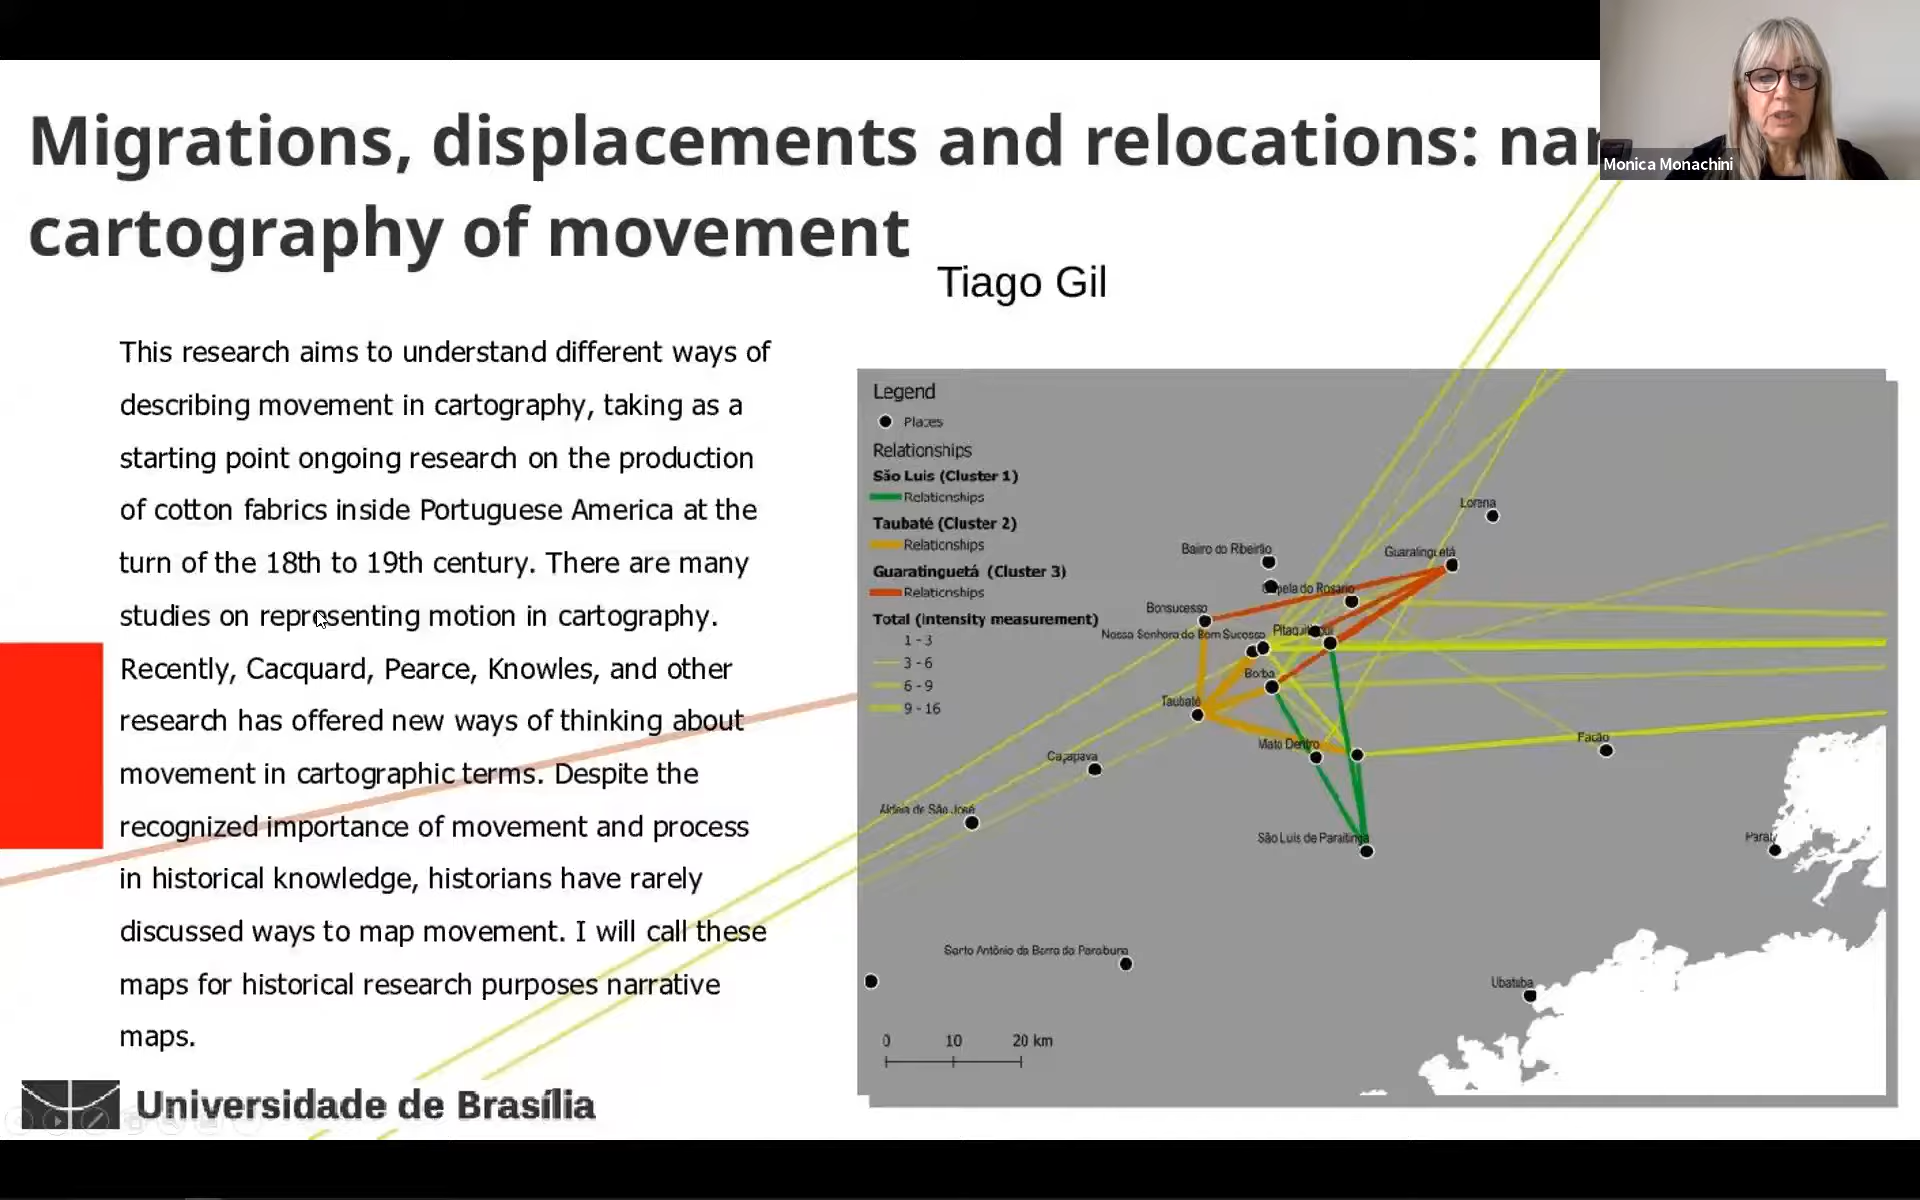 Migrations, displacements and relocations: nar
cartography of movement
Monica Monachini
Tiago Gil
This research aims to understand different ways of
describing movement in cartography, taking as a
starting point ongoing research on the production
of cotton fabrics inside Portuguese America at the
turn of the 18th to 19th century. There are many
studies on representing motion in cartography.
Recently, Cacquard, Pearce, Knowles, and other
research has offered new ways of thinking about
movement in cartographic terms. Despite the
recognized importance of movement and process
in historical knowledge, historians have rarely
discussed ways to map movement. I will call these
maps for historical research purposes narrative
maps.
Universidade de Brasília
Legend
Places
Relationships
São Luis (Cluster 1)
Relationships
Taubaté (Cluster 2)
Relationships
Guaratinguetá (Cluster 3)
Relationships
Total (intensity measurement)
1 - 3
3 - 6
6 - 9
9 - 16
Lorena
Guaratinguetá
Bairro do Ribeirão
pela do Rosario
Bonsucesso
Nossa Senhora do Bom Sucesso
Borba
Taubaté
Mato Dentro
Facão
Caçapava
Aldeia de São José
São Luis de Paraitinga
Paraty
Ubatuba
0 10 20 km